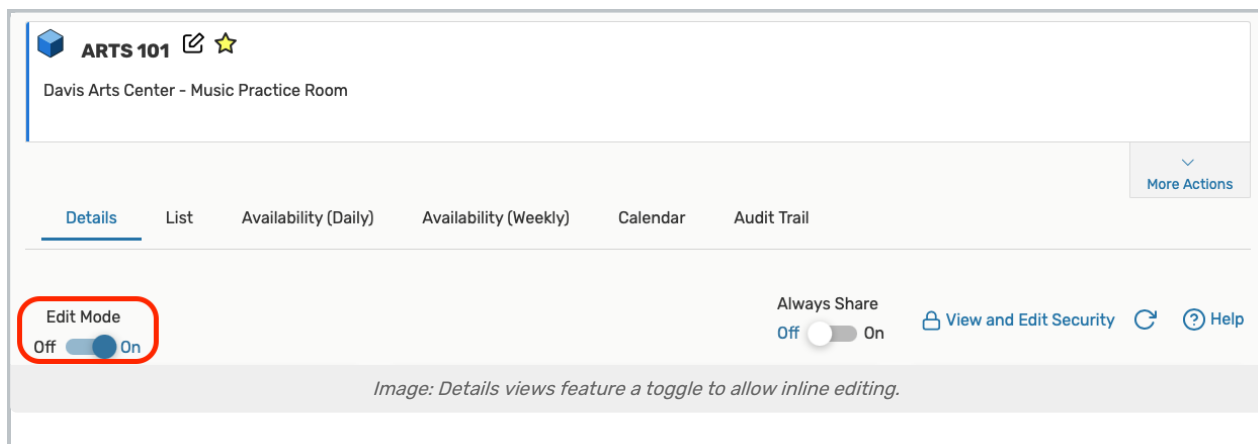 ARTS 101
Davis Arts Center - Music Practice Room
More Actions
Details List Availability (Daily) Availability (Weekly) Calendar Audit Trail
Edit Mode
Off On
Always Share
Off On
View and Edit Security
Help
Image: Details views feature a toggle to allow inline editing.